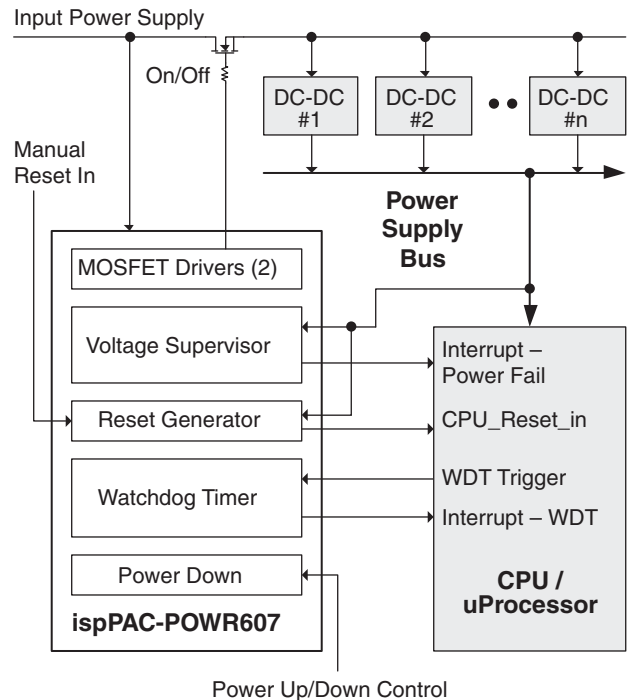 Input Power Supply
On/Off
DC-DC
#1
DC-DC
#2
DC-DC
#n
Manual
Reset In
Power
Supply
Bus
MOSFET Drivers (2)
Voltage Supervisor
Interrupt –
Power Fail
Reset Generator
CPU_Reset_in
Watchdog Timer
WDT Trigger
Interrupt – WDT
Power Down
CPU /
uProcessor
ispPAC-POWR607
Power Up/Down Control